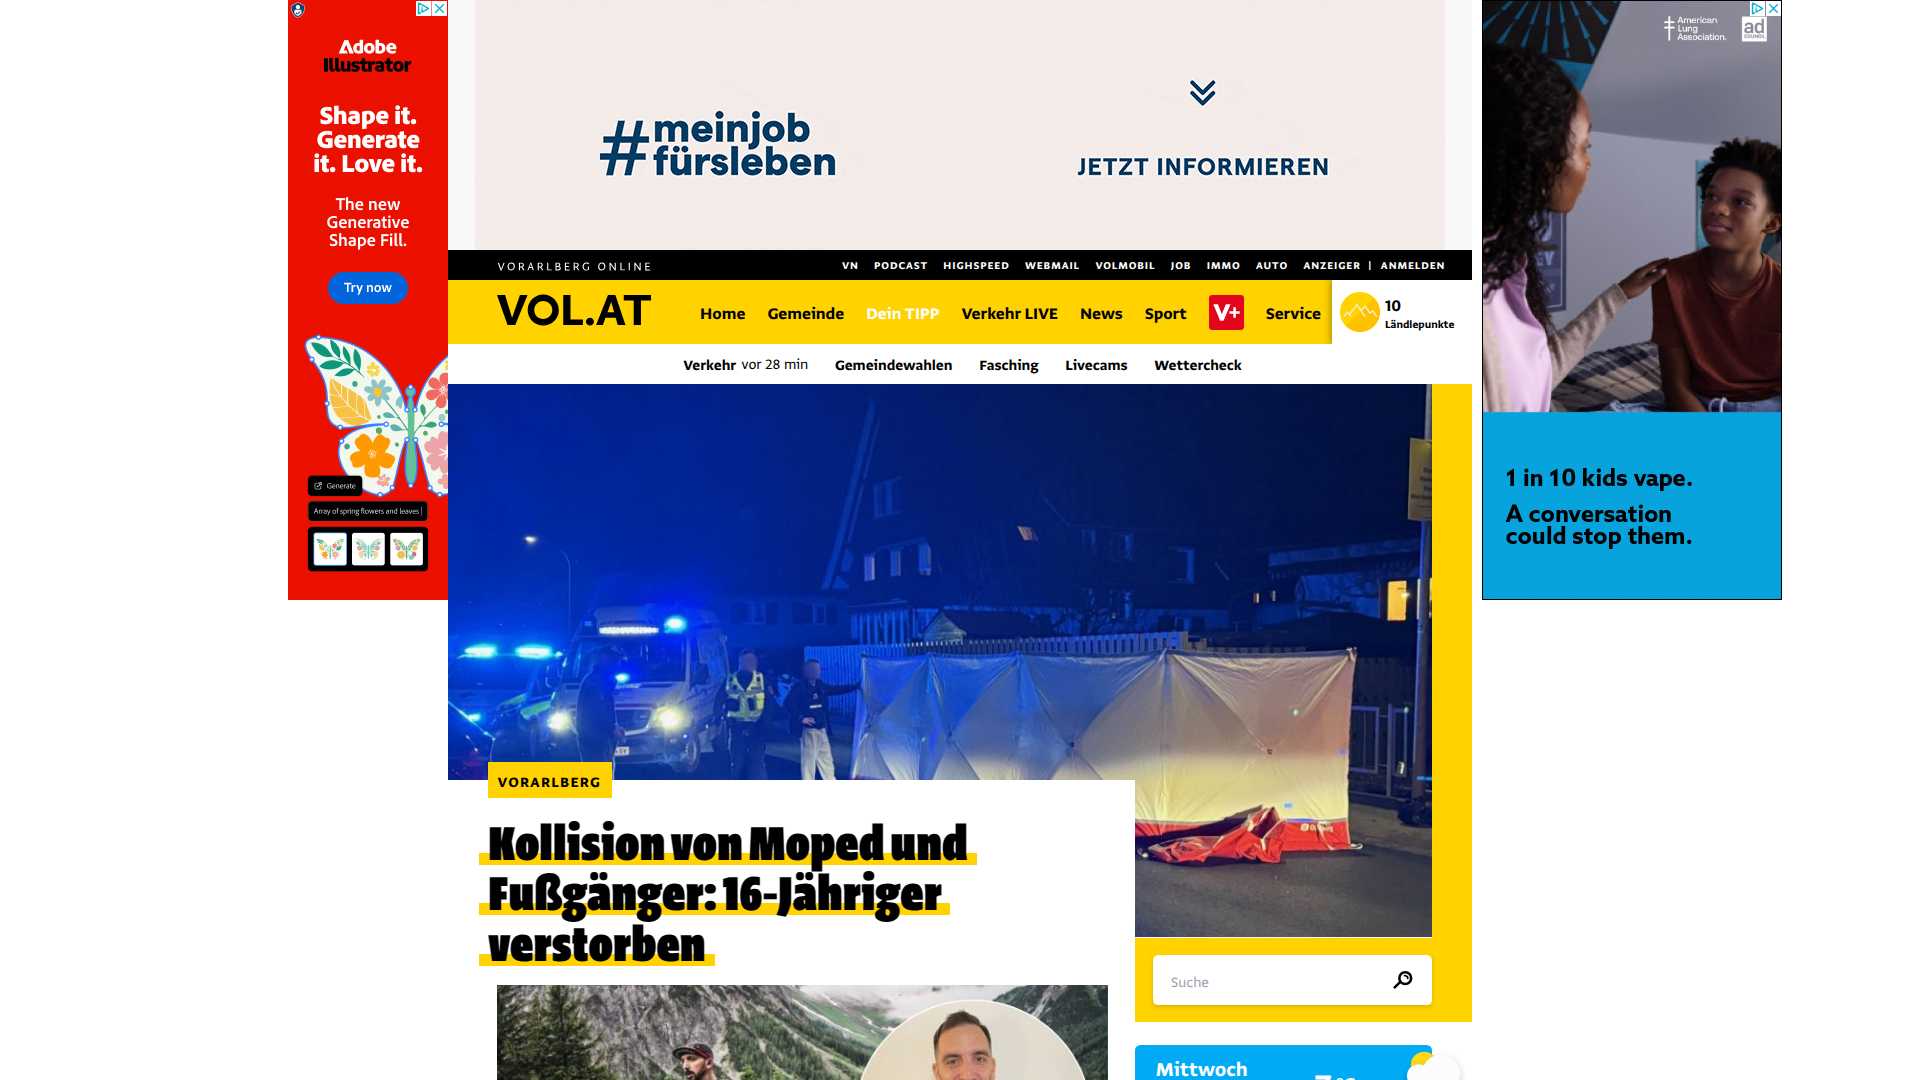 Adobe
Illustrator
Shape it.
Generate
it. Love it.
The new
Generative
Shape Fill.
Try now
Generate
Array of spring flowers and leaves |
#meinjob
fürsleben
JETZT INFORMIEREN
American
Lung
Association.
ad
COUNCIL
1 in 10 kids vape.
A conversation
could stop them.
VORARLBERG ONLINE
VN PODCAST HIGHSPEED WEBMAIL VOLMOBIL JOB IMMO AUTO ANZEIGER | ANMELDEN
VOL.AT
Home Gemeinde Dein TIPP Verkehr LIVE News Sport V+ Service
10
Ländlepunkte
Verkehr vor 28 min Gemeindewahlen Fasching Livecams Wettercheck
VORARLBERG
Kollision von Moped und
Fußgänger: 16-Jähriger
verstorben
Suche
Mittwoch